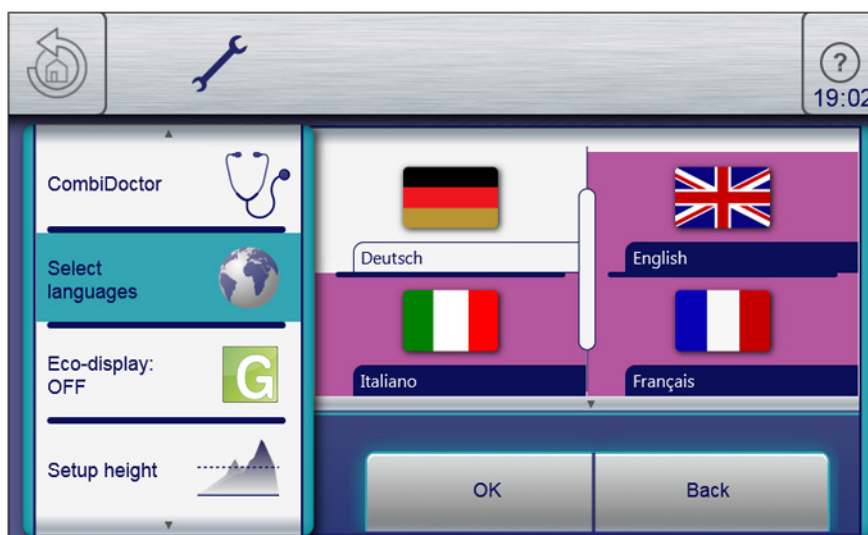 ?
19:02
CombiDoctor
Select
languages
Eco-display:
OFF
G
Setup height
Deutsch
English
Italiano
Français
OK
Back